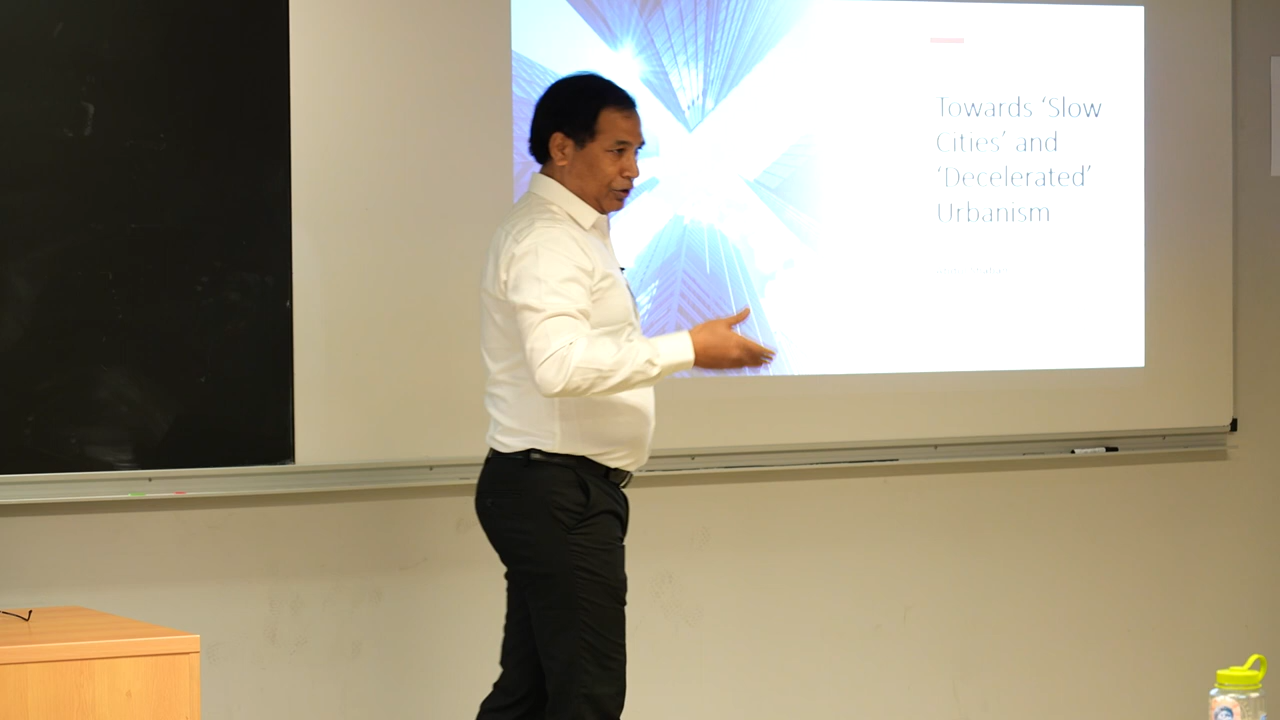 Towards ‘Slow
Cities’ and
‘Decelerated’
Urbanism